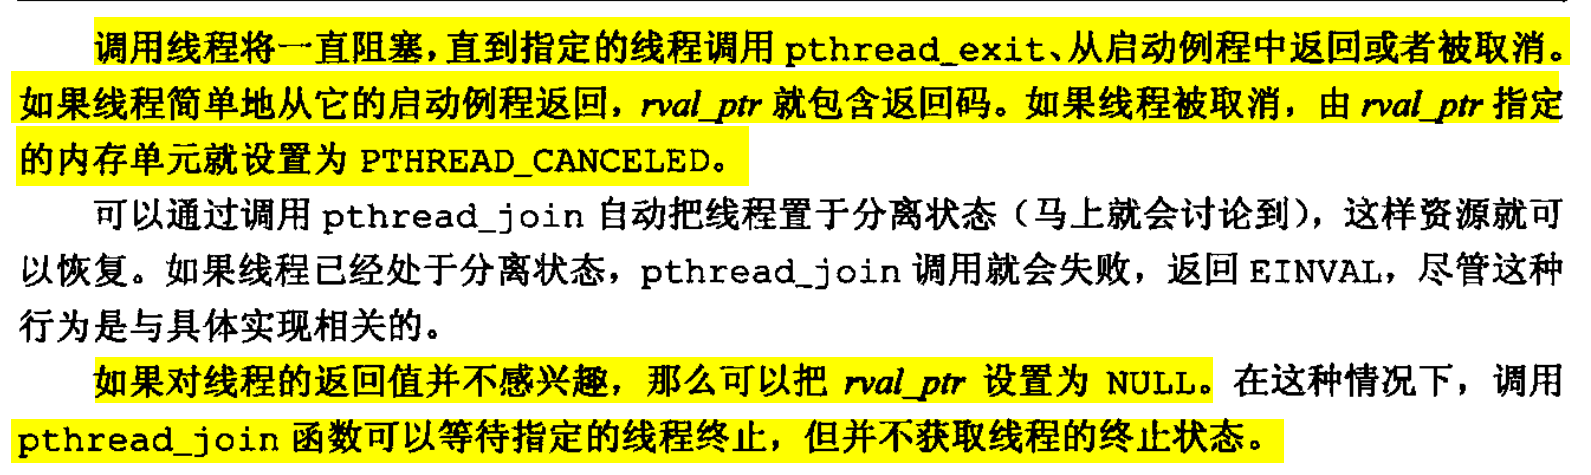 调用线程将一直阻塞，直到指定的线程调用 pthread_exit、从启动例程中返回或者被取消。
如果线程简单地从它的启动例程返回，rval_ptr 就包含返回码。如果线程被取消，由 rval_ptr 指定
的内存单元就设置为 PTHREAD_CANCELED。
可以通过调用 pthread_join 自动把线程置于分离状态（马上就会讨论到），这样资源就可
以恢复。如果线程已经处于分离状态，pthread_join 调用就会失败，返回 EINVAL，尽管这种
行为是与具体实现相关的。
如果对线程的返回值并不感兴趣，那么可以把 rval_ptr 设置为 NULL。在这种情况下，调用
pthread_join 函数可以等待指定的线程终止，但并不获取线程的终止状态。